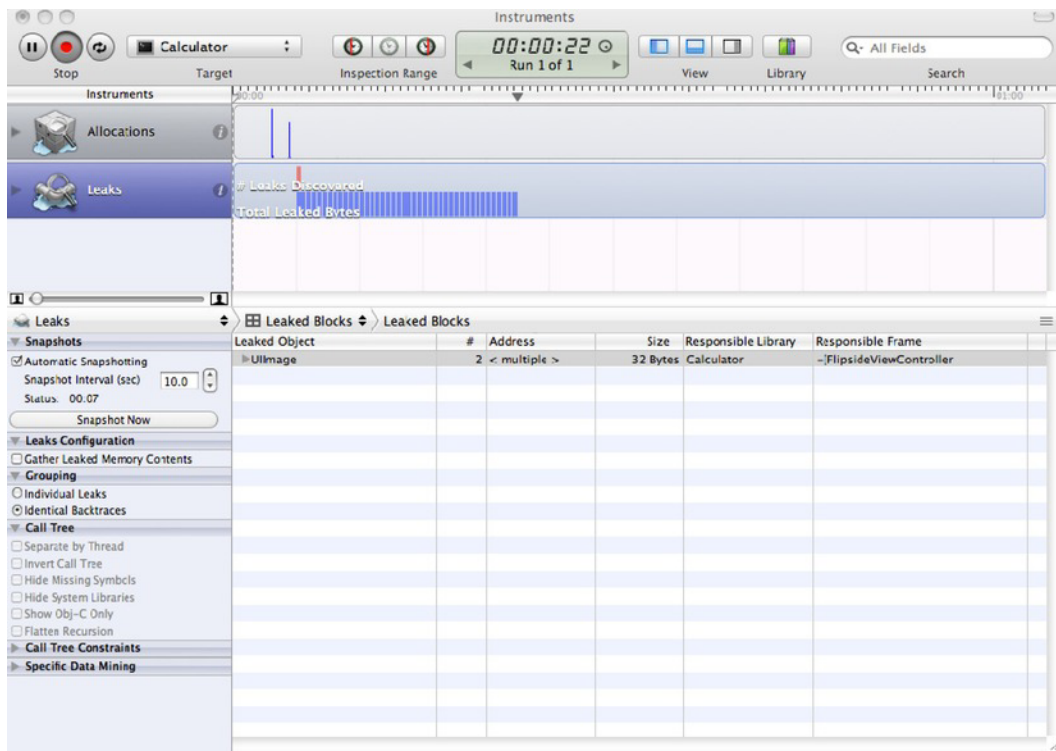 Instruments
Calculator
00:00:22
Run 1 of 1
All Fields
Stop
Target
Inspection Range
View
Library
Search
Instruments
00:00
01:00
Allocations
Leaks
# Leaks Discovered
Total Leaked Bytes
Leaks
Leaked Blocks
Leaked Blocks
Snapshots
Leaked Object
#
Address
Size
Responsible Library
Responsible Frame
Automatic Snapshotting
UIImage
2
< multiple >
32 Bytes
Calculator
-[FlipsideViewController
Snapshot Interval (sec)
10.0
Status: 00.07
Snapshot Now
Leaks Configuration
Gather Leaked Memory Contents
Grouping
Individual Leaks
Identical Backtraces
Call Tree
Separate by Thread
Invert Call Tree
Hide Missing Symbols
Hide System Libraries
Show Obj-C Only
Flatten Recursion
Call Tree Constraints
Specific Data Mining